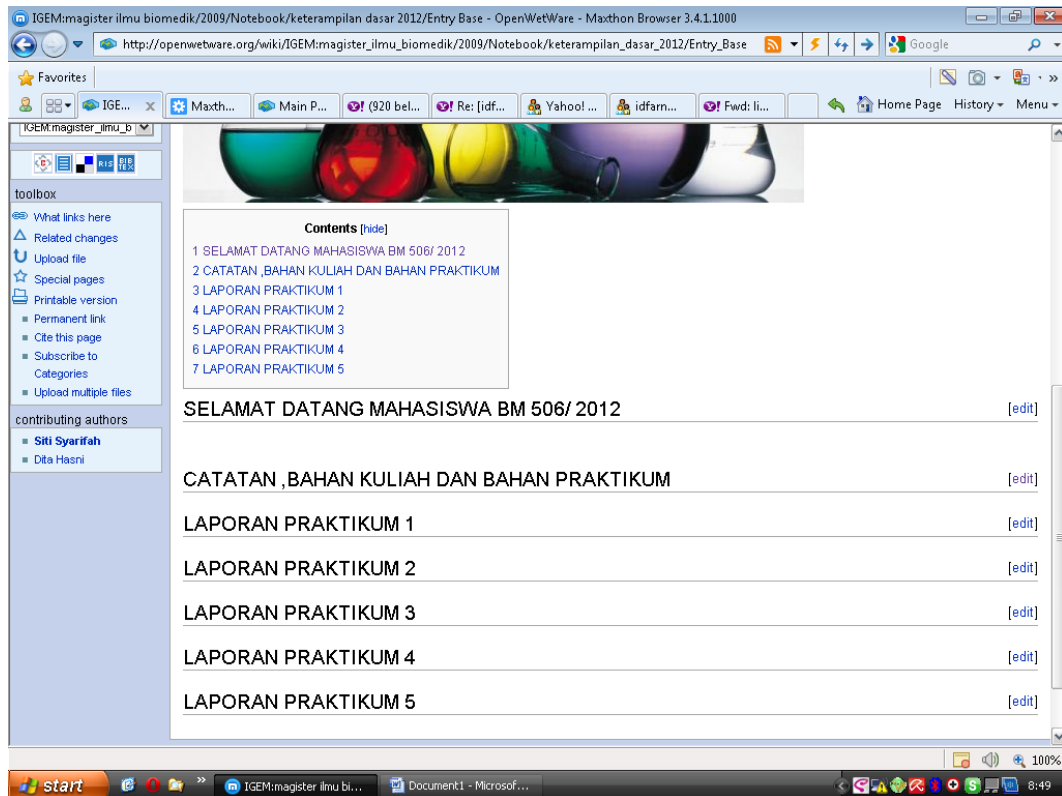 IGEM:magister ilmu biomedik/2009/Notebook/keterampilan dasar 2012/Entry Base - OpenWetWare - Maxthon Browser 3.4.1.1000
http://openwetware.org/wiki/IGEM:magister_ilmu_biomedik/2009/Notebook/keterampilan_dasar_2012/Entry_Base
Google
Favorites
IGE... Maxth... Main P... (920 bel... Re: [idf... Yahoo! ... idfarn... Fwd: li... Home Page History Menu
IGEM:magister_ilmu_b
RIS BIB TEX
toolbox
What links here
Related changes
Upload file
Special pages
Printable version
Permanent link
Cite this page
Subscribe to
Categories
Upload multiple files
contributing authors
Siti Syarifah
Dita Hasni
Contents [hide]
1 SELAMAT DATANG MAHASISWA BM 506/ 2012
2 CATATAN ,BAHAN KULIAH DAN BAHAN PRAKTIKUM
3 LAPORAN PRAKTIKUM 1
4 LAPORAN PRAKTIKUM 2
5 LAPORAN PRAKTIKUM 3
6 LAPORAN PRAKTIKUM 4
7 LAPORAN PRAKTIKUM 5
SELAMAT DATANG MAHASISWA BM 506/ 2012 [edit]
CATATAN ,BAHAN KULIAH DAN BAHAN PRAKTIKUM [edit]
LAPORAN PRAKTIKUM 1 [edit]
LAPORAN PRAKTIKUM 2 [edit]
LAPORAN PRAKTIKUM 3 [edit]
LAPORAN PRAKTIKUM 4 [edit]
LAPORAN PRAKTIKUM 5 [edit]
100%
start IGEM:magister ilmu bi... Document1 - Microsof... 8:49